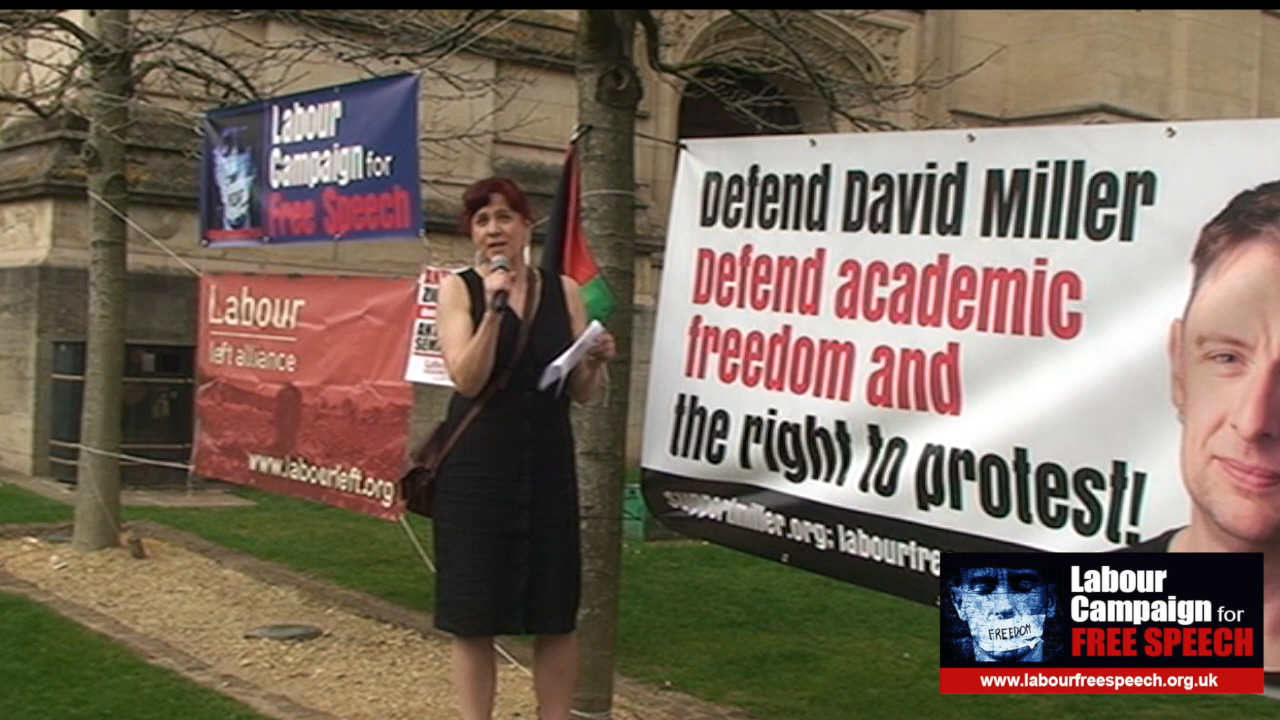 Labour
Campaign for
Free Speech
Labour
left alliance
www.labourleft.org
Defend David Miller
Defend academic
freedom and
the right to protest!
supportmiller.org; labourfre
FREEDOM
Labour
Campaign for
FREE SPEECH
www.labourfreespeech.org.uk